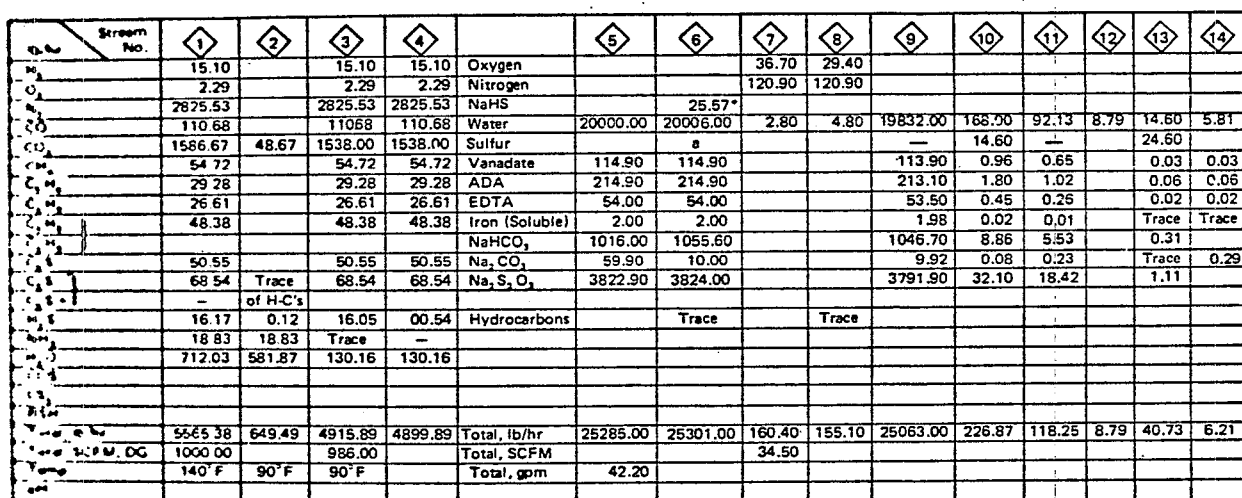 Stream No. 1 2 3 4 5 6 7 8 9 10 11 12 13 14
H2 15.10 15.10 15.10 Oxygen 36.70 29.40
O2 2.29 2.29 2.29 Nitrogen 120.90 120.90
N2 2825.53 2825.53 2825.53 NaHS 25.57*
CO 110.68 11068 110.68 Water 20000.00 20006.00 2.80 4.80 19832.00 168.00 92.13 8.79 14.60 5.81
CO2 1586.67 48.67 1538.00 1538.00 Sulfur a — 14.60 — 24.60
54.72 54.72 54.72 Vanadate 114.90 114.90 113.90 0.96 0.65 0.03 0.03
29.28 29.28 29.28 ADA 214.90 214.90 213.10 1.80 1.02 0.06 0.06
26.61 26.61 26.61 EDTA 54.00 54.00 53.50 0.45 0.26 0.02 0.02
48.38 48.38 48.38 Iron (Soluble) 2.00 2.00 1.98 0.02 0.01 Trace Trace
NaHCO3 1016.00 1055.60 1046.70 8.86 5.53 0.31
50.55 50.55 50.55 Na2 CO3 59.90 10.00 9.92 0.08 0.23 Trace 0.29
68 54 Trace 68.54 68.54 Na2 S2 O3 3822.90 3824.00 3791.90 32.10 18.42 1.11
— of H-C's
16.17 0.12 16.05 00.54 Hydrocarbons Trace Trace
18 83 18.83 Trace —
712.03 581.87 130.16 130.16
5565 38 649.49 4915.89 4899.89 Total, lb/hr 25285.00 25301.00 160.40 155.10 25063.00 226.87 118.25 8.79 40.73 6.21
DG 1000 00 986.00 Total, SCFM 34.50
140°F 90°F 90°F Total, gpm 42.20